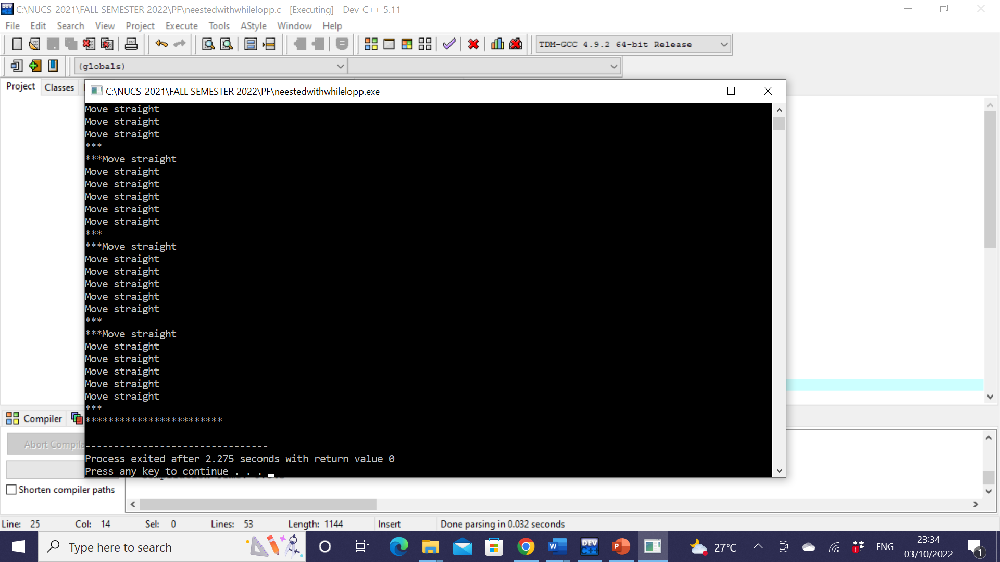 C:\NUCS-2021\FALL SEMESTER 2022\PF\neestedwithwhilelopp.c - [Executing] - Dev-C++ 5.11
File Edit Search View Project Execute Tools AStyle Window Help
TDM-GCC 4.9.2 64-bit Release
(globals)
Project Classes
C:\NUCS-2021\FALL SEMESTER 2022\PF\neestedwithwhilelopp.exe
Move straight
Move straight
Move straight
***
***Move straight
Move straight
Move straight
Move straight
Move straight
Move straight
***
***Move straight
Move straight
Move straight
Move straight
Move straight
Move straight
***
***Move straight
Move straight
Move straight
Move straight
Move straight
Move straight
***
************************
--------------------------------
Process exited after 2.275 seconds with return value 0
Press any key to continue . . .
Compiler
Abort
Shorten compiler paths
Line: 25 Col: 14 Sel: 0 Lines: 53 Length: 1144 Insert Done parsing in 0.032 seconds
Type here to search
DEV C++
27°C
ENG
23:34
03/10/2022
1